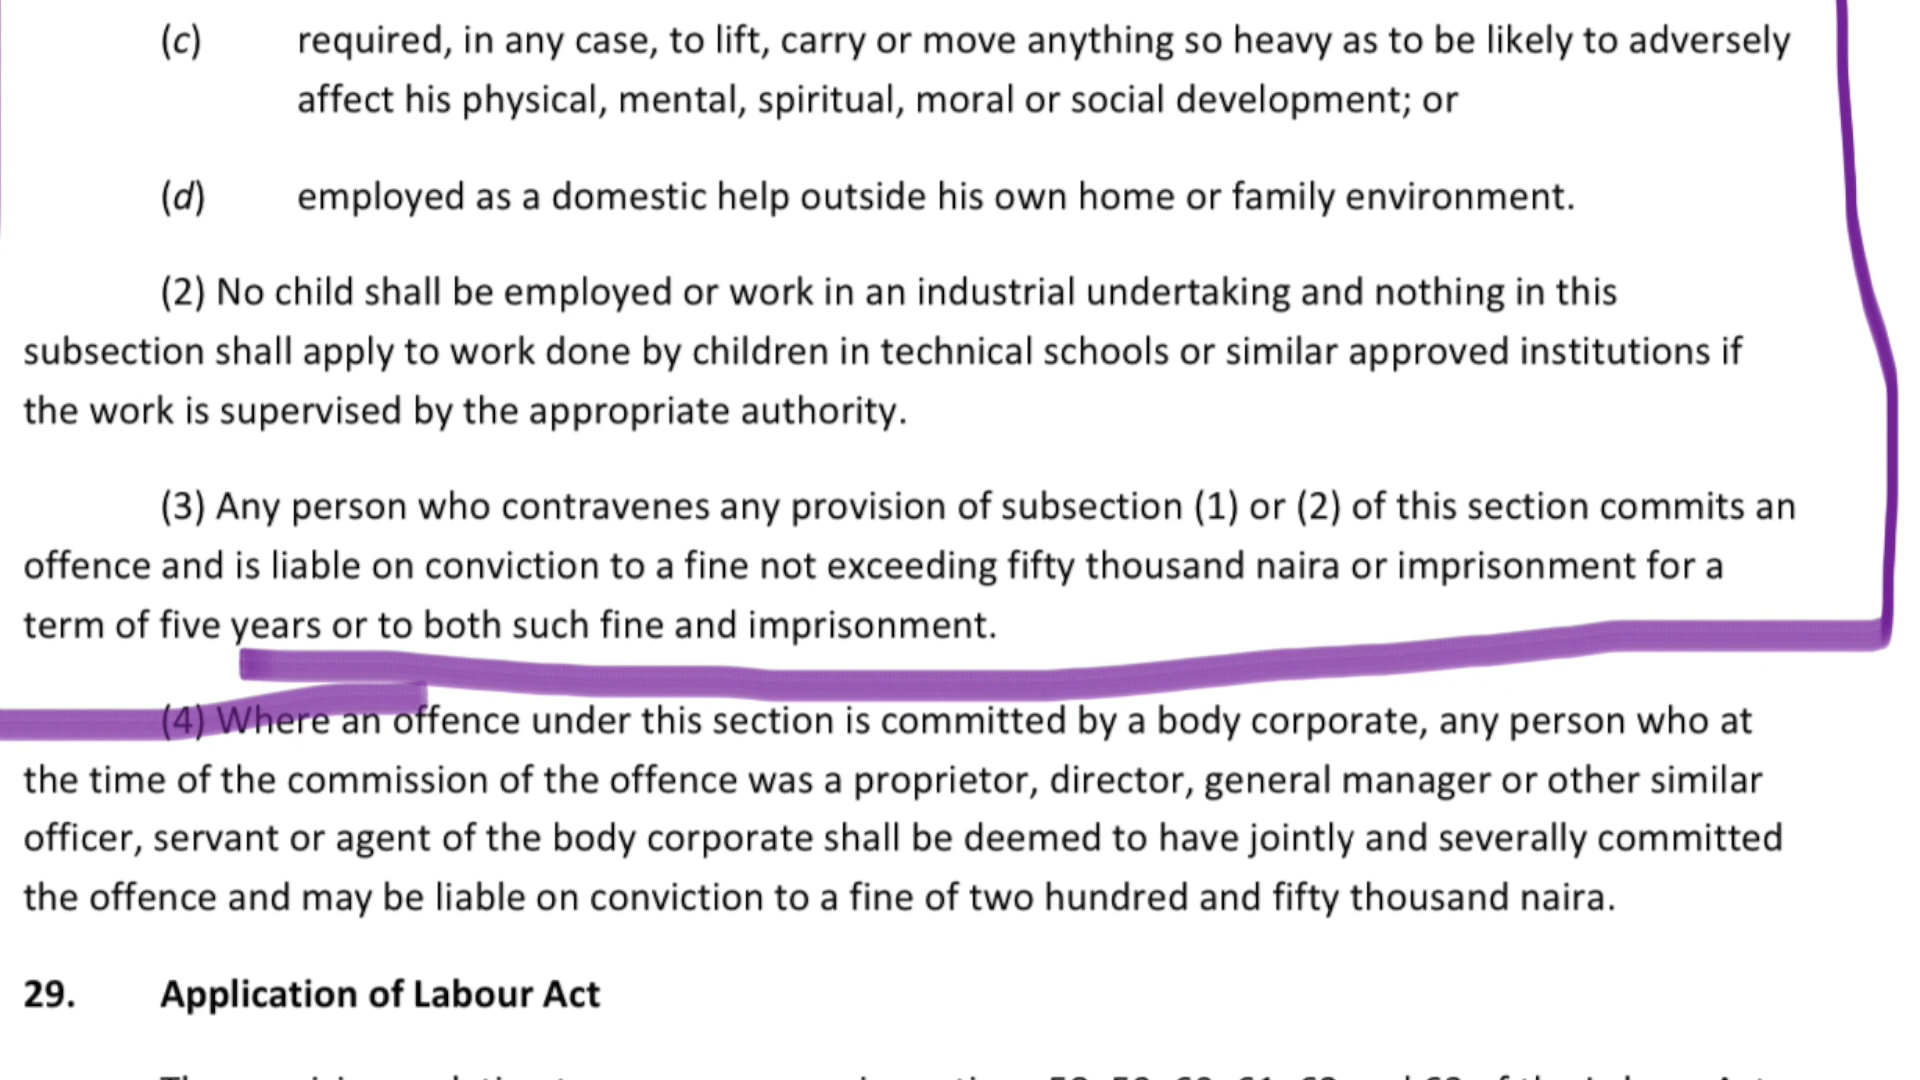 (c) required, in any case, to lift, carry or move anything so heavy as to be likely to adversely
affect his physical, mental, spiritual, moral or social development; or
(d) employed as a domestic help outside his own home or family environment.
(2) No child shall be employed or work in an industrial undertaking and nothing in this
subsection shall apply to work done by children in technical schools or similar approved institutions if
the work is supervised by the appropriate authority.
(3) Any person who contravenes any provision of subsection (1) or (2) of this section commits an
offence and is liable on conviction to a fine not exceeding fifty thousand naira or imprisonment for a
term of five years or to both such fine and imprisonment.
(4) Where an offence under this section is committed by a body corporate, any person who at
the time of the commission of the offence was a proprietor, director, general manager or other similar
officer, servant or agent of the body corporate shall be deemed to have jointly and severally committed
the offence and may be liable on conviction to a fine of two hundred and fifty thousand naira.
29. Application of Labour Act